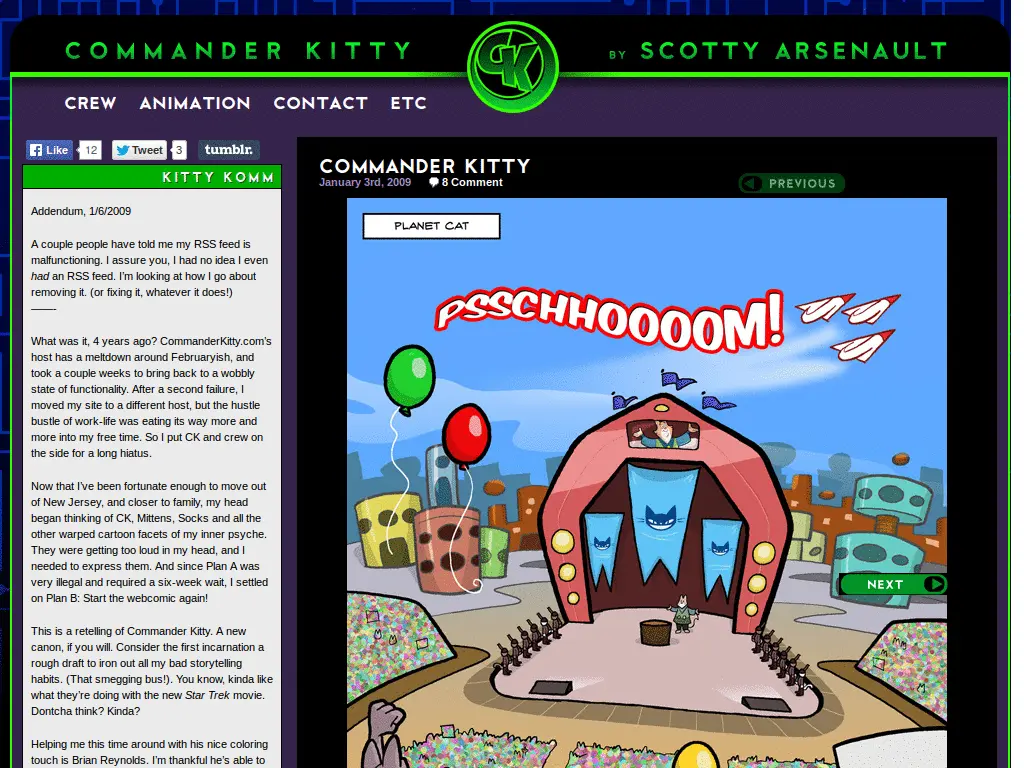 COMMANDER KITTY
CK
BY SCOTTY ARSENAULT
CREW ANIMATION CONTACT ETC
Like 12 Tweet 3 tumblr.
KITTY KOMM
Addendum, 1/6/2009
A couple people have told me my RSS feed is
malfunctioning. I assure you, I had no idea I even
had an RSS feed. I'm looking at how I go about
removing it. (or fixing it, whatever it does!)
——-
What was it, 4 years ago? CommanderKitty.com's
host has a meltdown around Februaryish, and
took a couple weeks to bring back to a wobbly
state of functionality. After a second failure, I
moved my site to a different host, but the hustle
bustle of work-life was eating its way more and
more into my free time. So I put CK and crew on
the side for a long hiatus.
Now that I've been fortunate enough to move out
of New Jersey, and closer to family, my head
began thinking of CK, Mittens, Socks and all the
other warped cartoon facets of my inner psyche.
They were getting too loud in my head, and I
needed to express them. And since Plan A was
very illegal and required a six-week wait, I settled
on Plan B: Start the webcomic again!
This is a retelling of Commander Kitty. A new
canon, if you will. Consider the first incarnation a
rough draft to iron out all my bad storytelling
habits. (That smegging bus!). You know, kinda like
what they're doing with the new Star Trek movie.
Dontcha think? Kinda?
Helping me this time around with his nice coloring
touch is Brian Reynolds. I'm thankful he's able to
COMMANDER KITTY
January 3rd, 2009 8 Comment
PREVIOUS
PLANET CAT
PSSCHHOOOOM!
NEXT